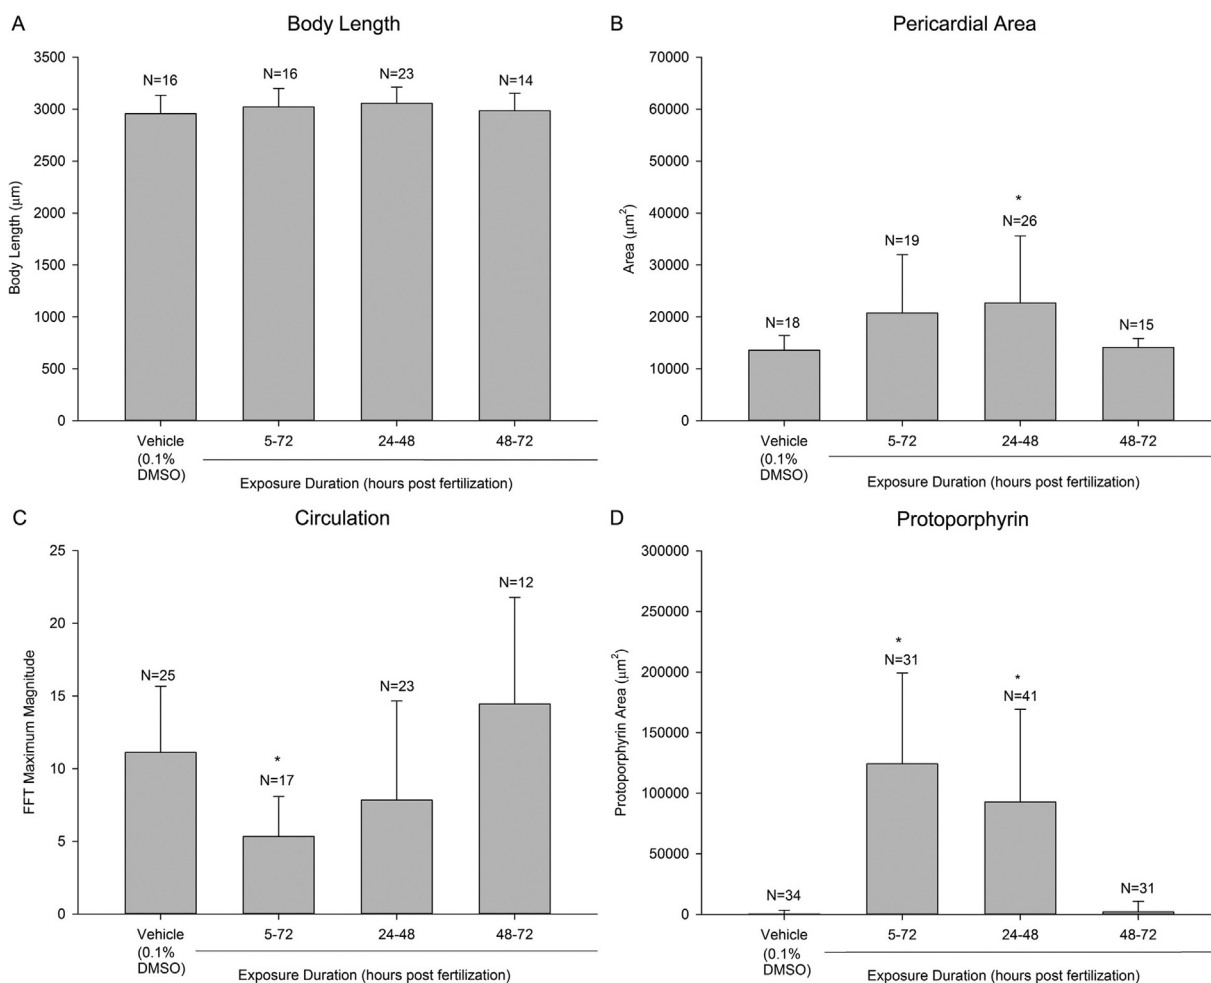 A
Body Length
3500
3000
2500
2000
1500
1000
500
0
Body Length (μm)
N=16
N=16
N=23
N=14
Vehicle
(0.1%
DMSO)
5-72
24-48
48-72
Exposure Duration (hours post fertilization)
B
Pericardial Area
70000
60000
50000
40000
30000
20000
10000
0
Area (μm²)
N=18
N=19
*
N=26
N=15
Vehicle
(0.1%
DMSO)
5-72
24-48
48-72
Exposure Duration (hours post fertilization)
C
Circulation
25
20
15
10
5
0
FFT Maximum Magnitude
N=25
*
N=17
N=23
N=12
Vehicle
(0.1%
DMSO)
5-72
24-48
48-72
Exposure Duration (hours post fertilization)
D
Protoporphyrin
300000
250000
200000
150000
100000
50000
0
Protoporphyrin Area (μm²)
N=34
*
N=31
*
N=41
N=31
Vehicle
(0.1%
DMSO)
5-72
24-48
48-72
Exposure Duration (hours post fertilization)